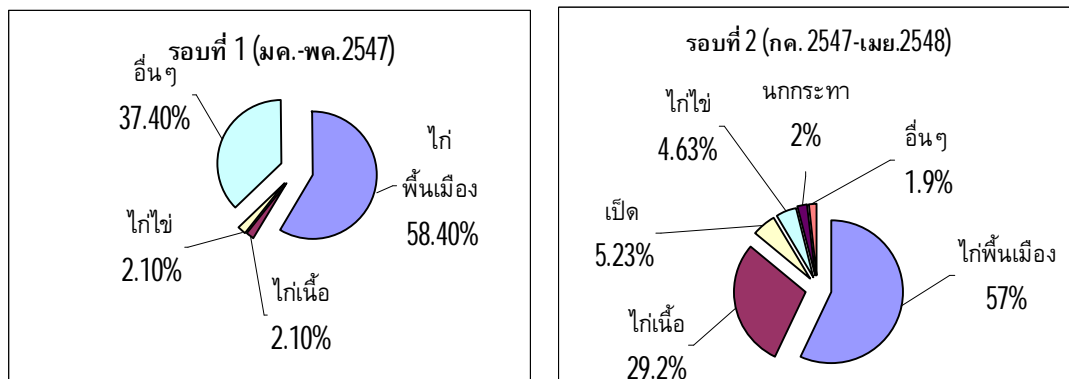 รอบที่ 1 (มค.-พค.2547)
อื่นๆ
37.40%
ไก่
พื้นเมือง
58.40%
ไก่ไข่
2.10%
ไก่เนื้อ
2.10%
รอบที่ 2 (กค. 2547-เมย.2548)
นกกระทา
2%
ไก่ไข่
4.63%
อื่นๆ
1.9%
เป็ด
5.23%
ไก่พื้นเมือง
57%
ไก่เนื้อ
29.2%